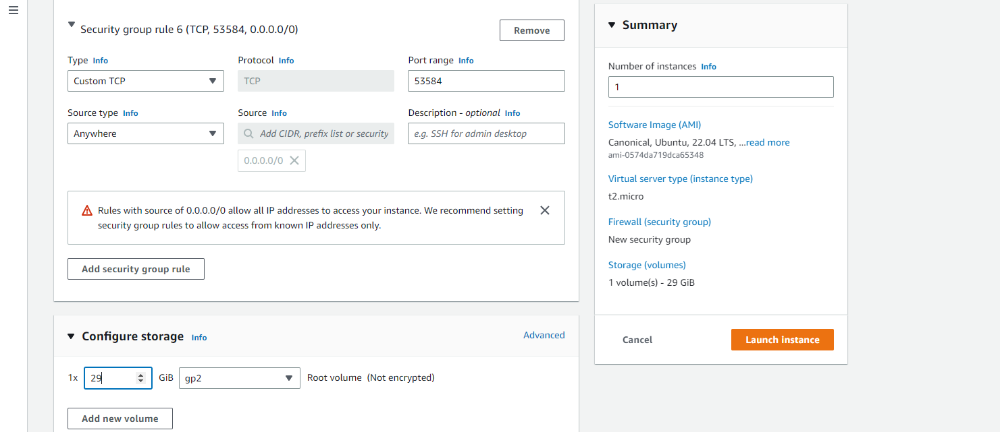 Security group rule 6 (TCP, 53584, 0.0.0.0/0)
Remove
Type Info
Protocol Info
Port range Info
Custom TCP
TCP
53584
Source type Info
Source Info
Description - optional Info
Anywhere
Add CIDR, prefix list or security
e.g. SSH for admin desktop
0.0.0.0/0
Rules with source of 0.0.0.0/0 allow all IP addresses to access your instance. We recommend setting
security group rules to allow access from known IP addresses only.
Add security group rule
Configure storage Info
Advanced
1x 29 GiB gp2 Root volume (Not encrypted)
Add new volume
Summary
Number of instances Info
1
Software Image (AMI)
Canonical, Ubuntu, 22.04 LTS, ...read more
ami-0574da719dca65348
Virtual server type (instance type)
t2.micro
Firewall (security group)
New security group
Storage (volumes)
1 volume(s) - 29 GiB
Cancel
Launch instance